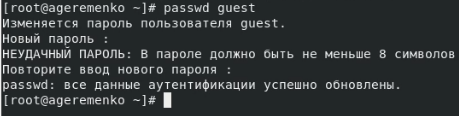 [root@ageremenko ~]# passwd guest
Изменяется пароль пользователя guest.
Новый пароль :
НЕУДАЧНЫЙ ПАРОЛЬ: В пароле должно быть не меньше 8 символов
Повторите ввод нового пароля :
passwd: все данные аутентификации успешно обновлены.
[root@ageremenko ~]#